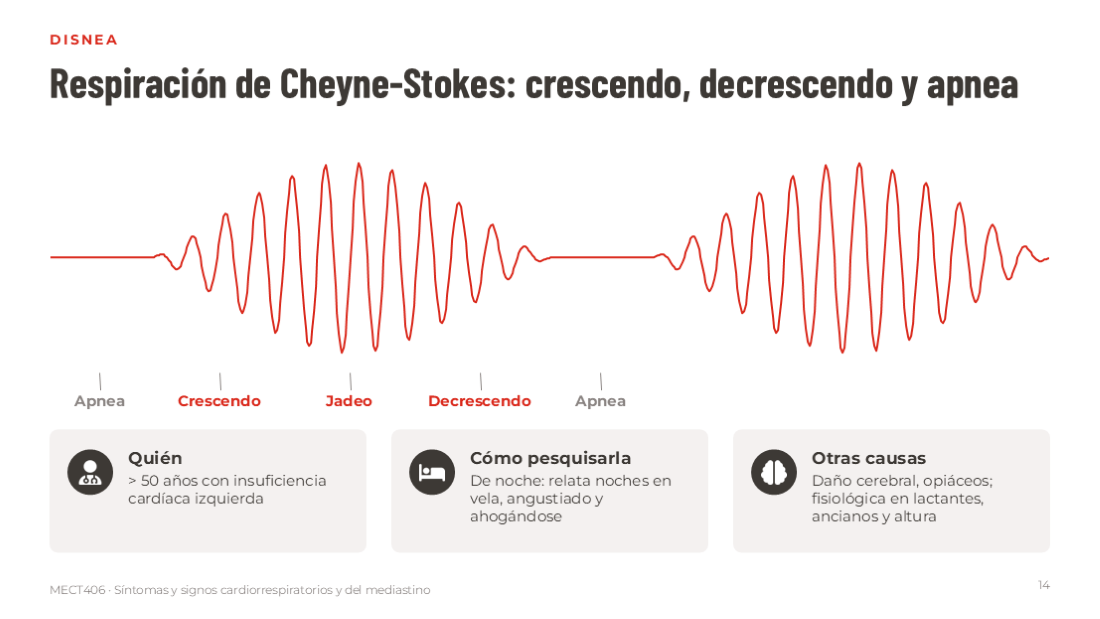 DISNEA
Respiración de Cheyne-Stokes: crescendo, decrescendo y apnea
Apnea
Crescendo
Jadeo
Decrescendo
Apnea
Quién
> 50 años con insuficiencia
cardíaca izquierda
Cómo pesquisarla
De noche: relata noches en
vela, angustiado y
ahogándose
Otras causas
Daño cerebral, opiáceos;
fisiológica en lactantes,
ancianos y altura
MECT406 · Síntomas y signos cardiorrespiratorios y del mediastino
14